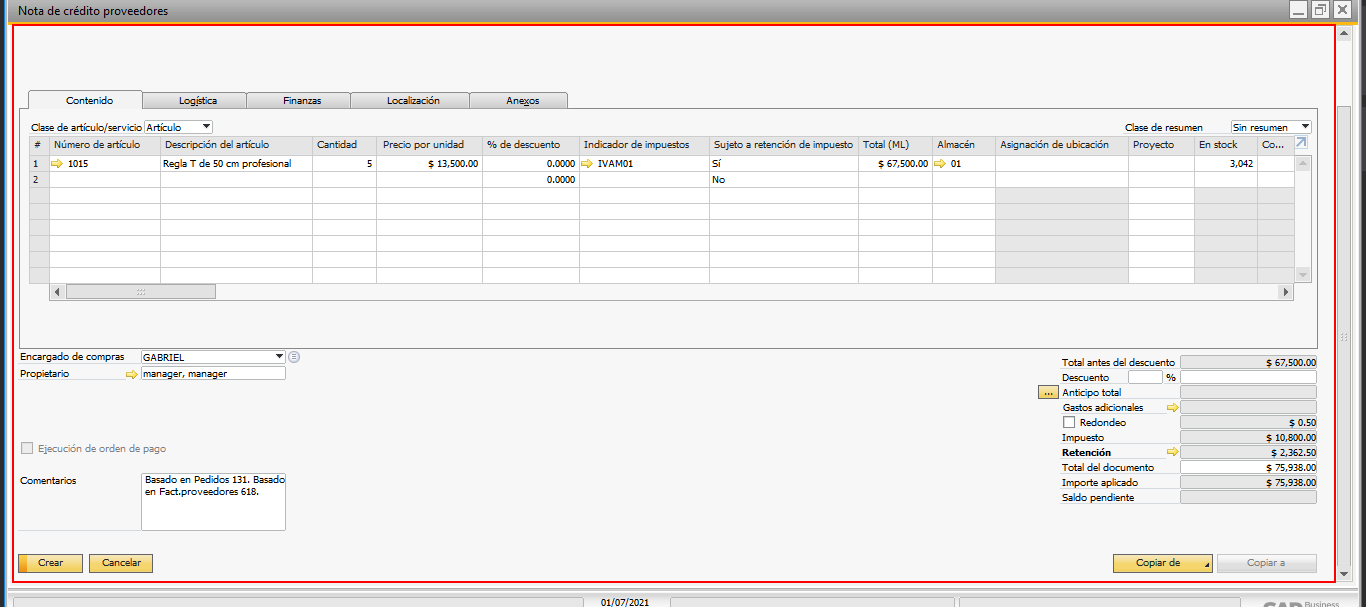 Nota de crédito proveedores
Contenido Logística Finanzas Localización Anexos
Clase de artículo/servicio Artículo Clase de resumen Sin resumen
# Número de artículo Descripción del artículo Cantidad Precio por unidad % de descuento Indicador de impuestos Sujeto a retención de impuesto Total (ML) Almacén Asignación de ubicación Proyecto En stock Co...
1 1015 Regla T de 50 cm profesional 5 $ 13,500.00 0.0000 IVAM01 Sí $ 67,500.00 01 3,042
2 0.0000 No
Encargado de compras GABRIEL
Propietario manager, manager
Total antes del descuento $ 67,500.00
Descuento %
... Anticipo total
Gastos adicionales
Redondeo $ 0.50
Impuesto $ 10,800.00
Ejecución de orden de pago
Retención $ 2,362.50
Total del documento $ 75,938.00
Comentarios Basado en Pedidos 131. Basado
en Fact.proveedores 618.
Importe aplicado $ 75,938.00
Saldo pendiente
Crear Cancelar Copiar de Copiar a
01/07/2021
SAP Business